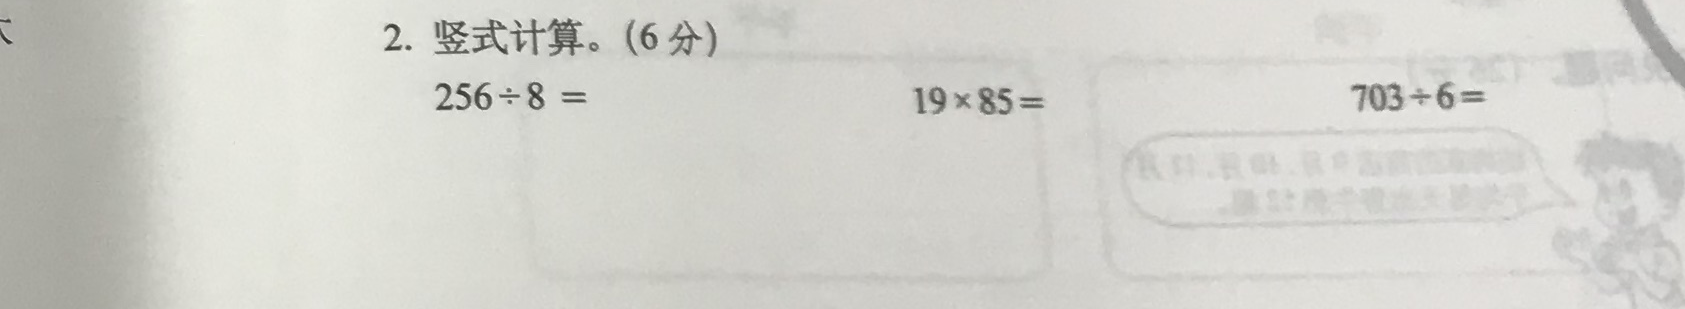 2. 竖式计算。(6 分)
256÷8 = 19×85= 703÷6=